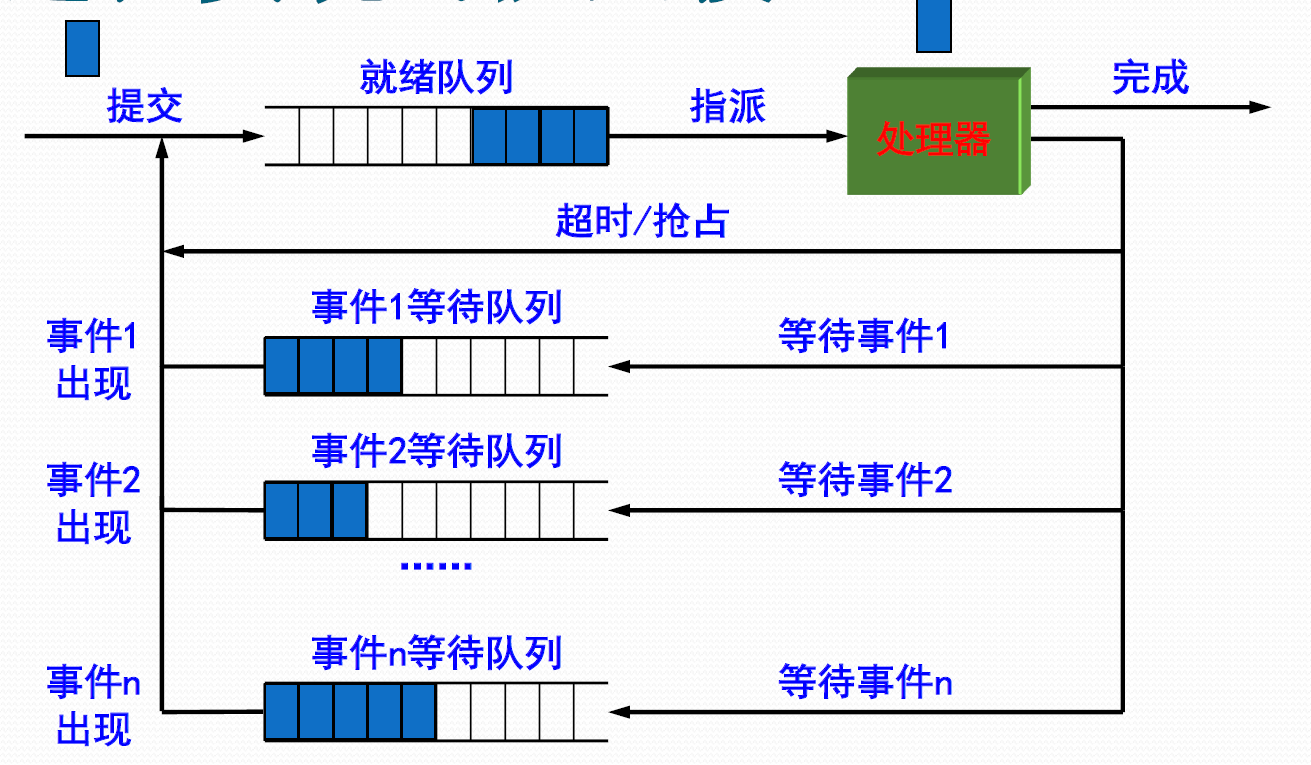 就绪队列
提交
指派
处理器
完成
超时/抢占
事件1等待队列
事件1
出现
等待事件1
事件2等待队列
事件2
出现
等待事件2
······
事件n等待队列
事件n
出现
等待事件n